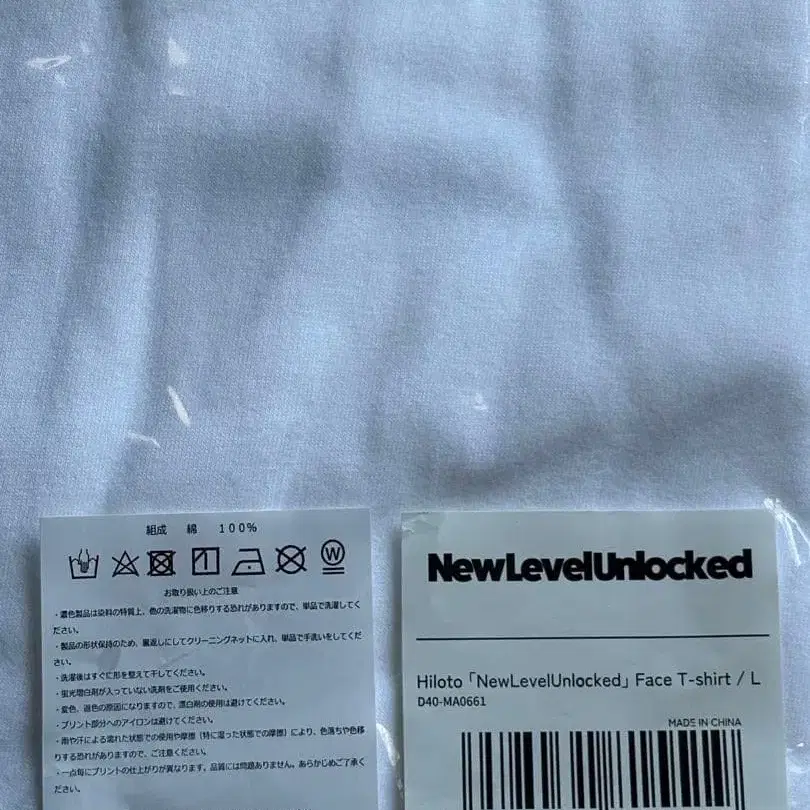 組成 綿 100%
W
お取り扱い上のご注意
・濃色製品は染料の特質上、他の洗濯物に色移りする恐れがありますので、単品で洗濯してく
ださい。
・製品の形状保持のため、裏返しにしてクリーニングネットに入れ、単品で手洗いをしてくだ
さい。
・洗濯後はすぐに形を整えて干してください。
・蛍光増白剤が入っていない洗剤をご使用ください。
・変色、退色の原因になりますので、漂白剤の使用は避けてください。
・プリント部分へのアイロンは避けてください。
・雨や汗による濡れた状態での使用や摩擦（特に湿った状態での摩擦）により、色落ちや色移
りする恐れがありますので、ご注意ください。
・一点毎にプリントの仕上がりが異なります。品質には問題ありません。あらかじめご了承く
ださい。
NewLevelUnlocked
Hiloto「NewLevelUnlocked」Face T-shirt / L
D40-MA0661
MADE IN CHINA